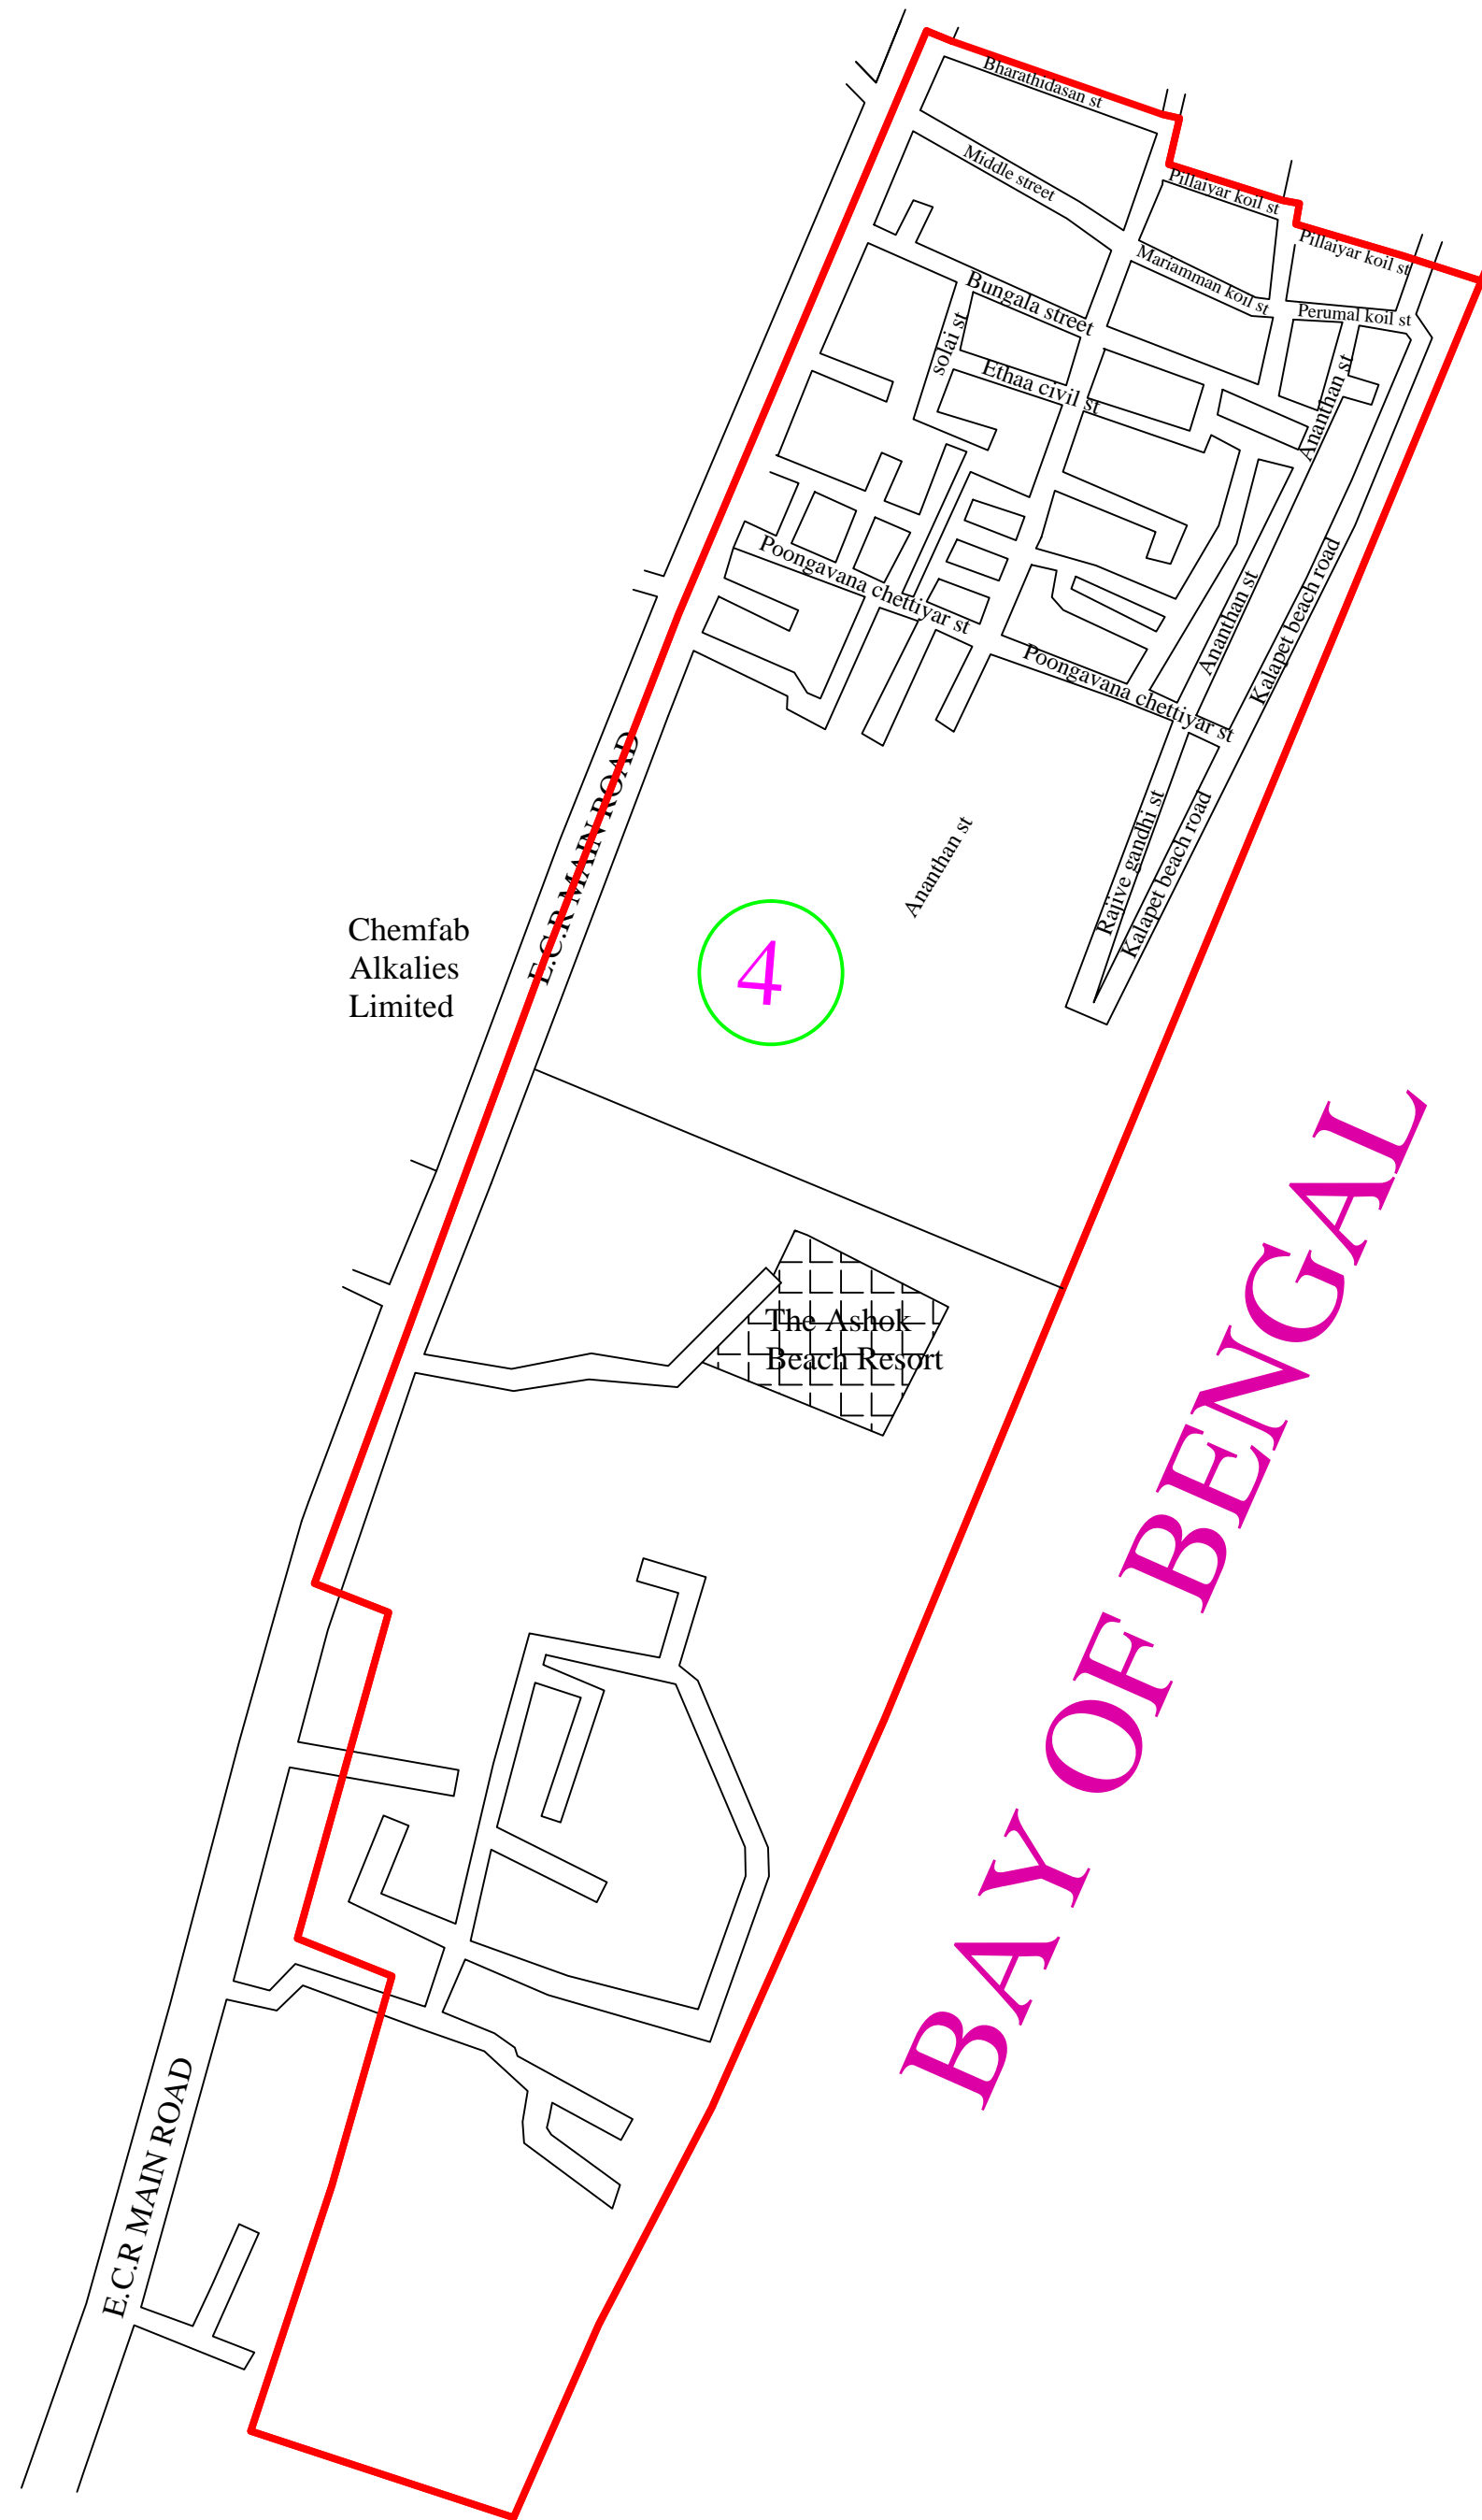 Bharathidasan st
Middle street
Pillaiyar koil st
Pillaiyar koil st
Mariamman koil st
Bungala street
Perumal koil st
solai st
Ethaa civil st
Ananthan st
Poongavana chettiyar st
Ananthan st
Kalapet beach road
Poongavana chettiyar st
E.C.R MAIN ROAD
Rajive gandhi st
Kalapet beach road
Ananthan st
Chemfab
Alkalies
Limited
4
The Ashok
Beach Resort
BAY OF BENGAL
E.C.R MAIN ROAD